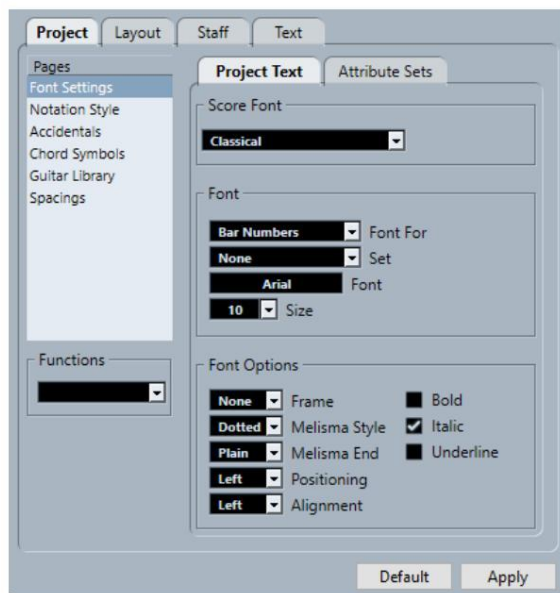 Project
Layout
Staff
Text
Pages
Font Settings
Notation Style
Accidentals
Chord Symbols
Guitar Library
Spacings
Functions
Project Text
Attribute Sets
Score Font
Classical
Font
Bar Numbers Font For
None Set
Arial Font
10 Size
Font Options
None Frame
Dotted Melisma Style
Plain Melisma End
Left Positioning
Left Alignment
Bold
Italic
Underline
Default
Apply